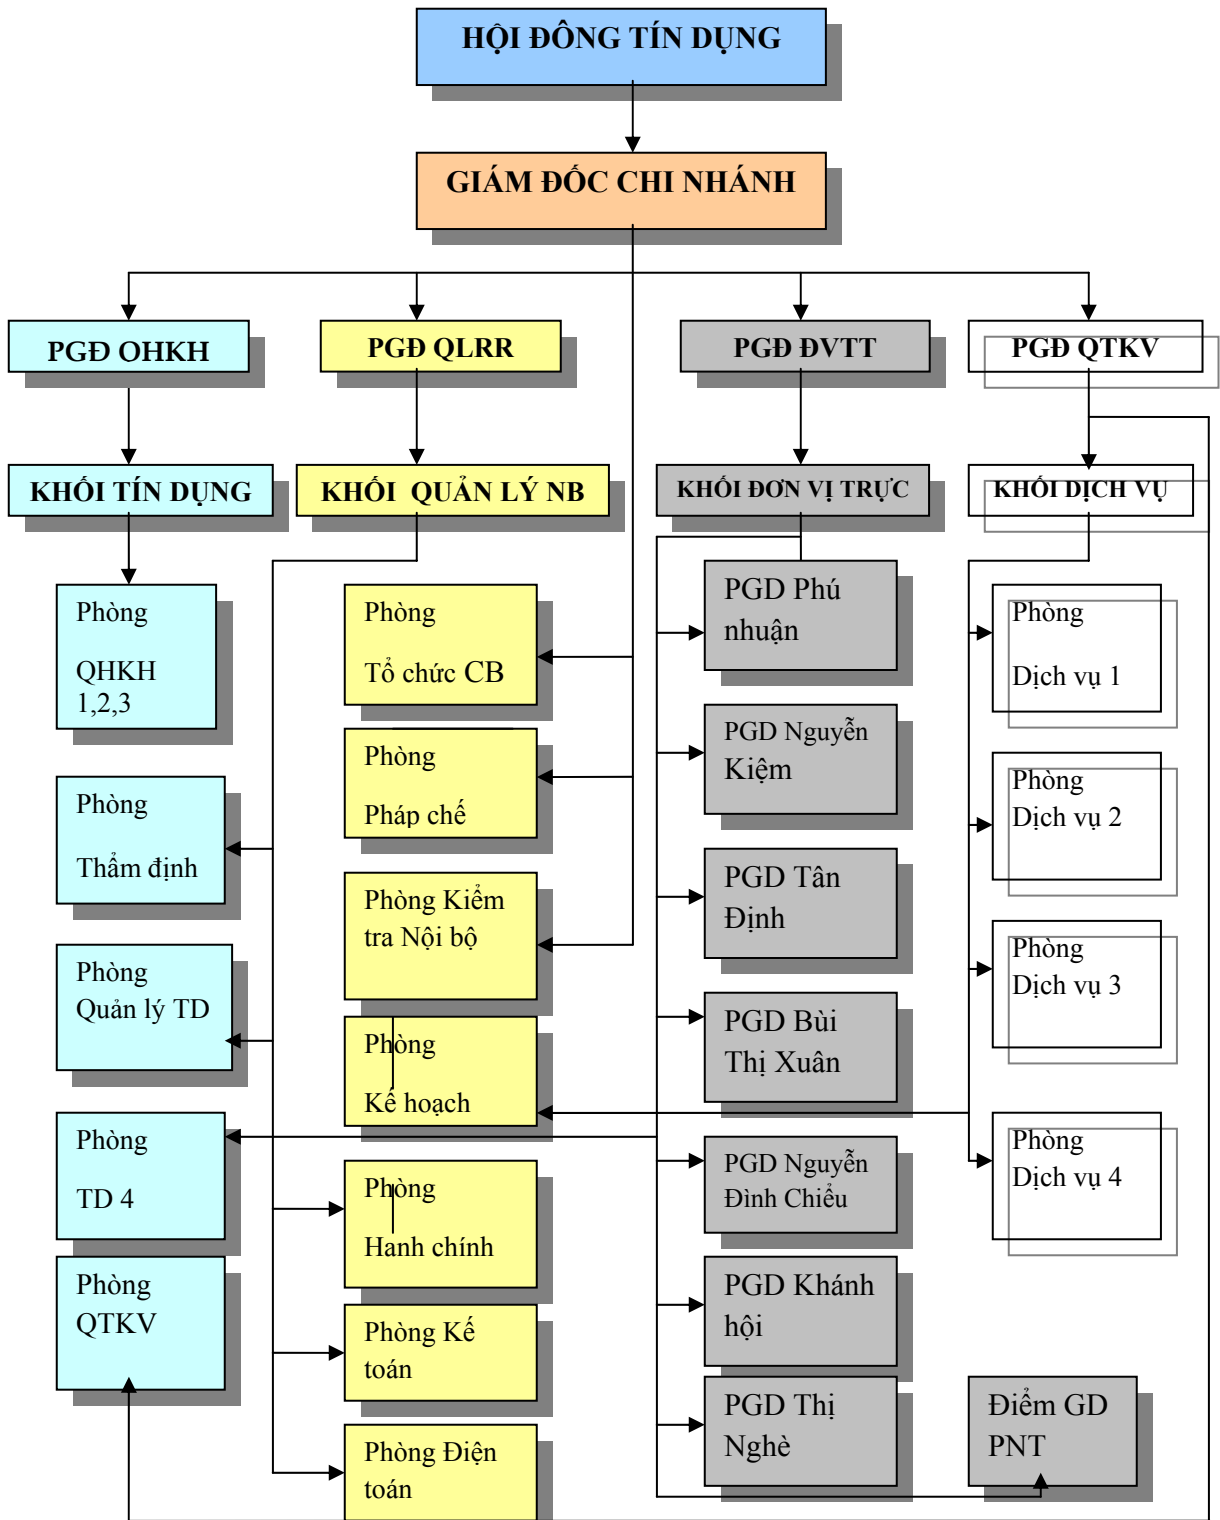 HỘI ĐÔNG TÍN DỤNG
GIÁM ĐỐC CHI NHÁNH
PGĐ OHKH
PGĐ QLRR
PGĐ ĐVTT
PGĐ QTKV
KHỐI TÍN DỤNG
KHỐI QUẢN LÝ NB
KHỐI ĐƠN VỊ TRỰC
KHỐI DỊCH VỤ
Phòng
QHKH
1,2,3
Phòng
Thẩm định
Phòng
Quản lý TD
Phòng
TD 4
Phòng
QTKV
Phòng
Tổ chức CB
Phòng
Pháp chế
Phòng Kiểm
tra Nội bộ
Phòng
Kế hoạch
Phòng
Hanh chính
Phòng Kế
toán
Phòng Điện
toán
PGD Phú
nhuận
PGD Nguyễn
Kiệm
PGD Tân
Định
PGD Bùi
Thị Xuân
PGD Nguyễn
Đình Chiểu
PGD Khánh
hội
PGD Thị
Nghè
Phòng
Dịch vụ 1
Phòng
Dịch vụ 2
Phòng
Dịch vụ 3
Phòng
Dịch vụ 4
Điểm GD
PNT